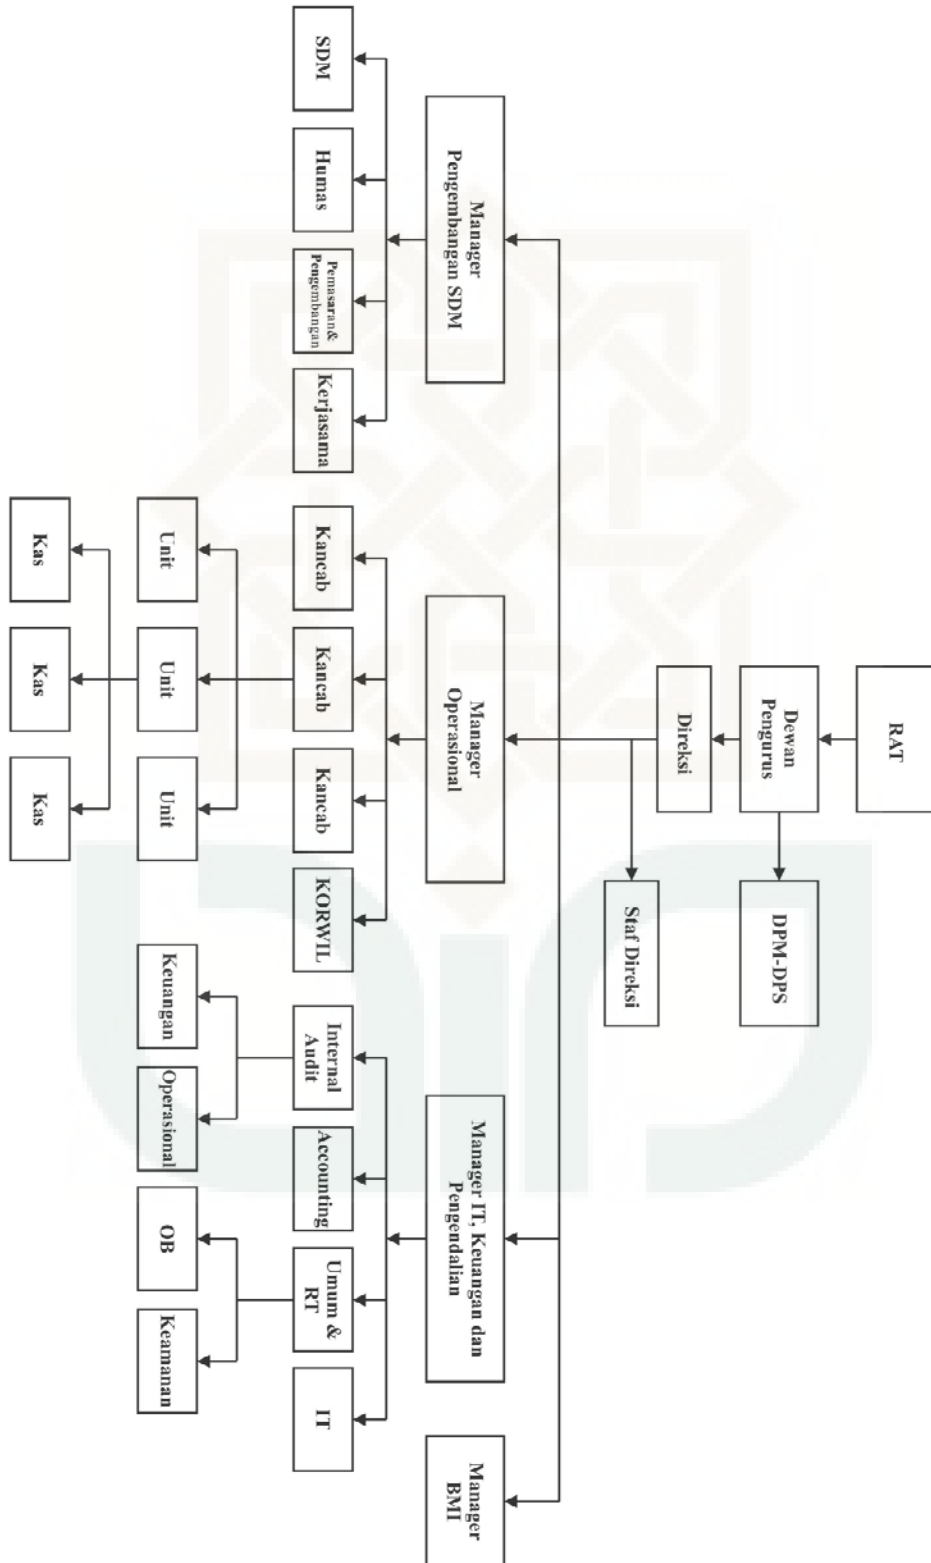 RAT
Dewan
Pengurus
DPM-DPS
Direksi
Staf Direksi
Manager
Pengembangan SDM
Manager
Operasional
Manager IT, Keuangan dan
Pengendalian
Manager
BMI
SDM
Humas
Pemasaran&
Pengembangan
Kerjasama
Kancab
Kancab
Kancab
KORWIL
Internal
Audit
Accounting
Umum &
RT
IT
Unit
Unit
Unit
Keuangan
Operasional
OB
Keamanan
Kas
Kas
Kas